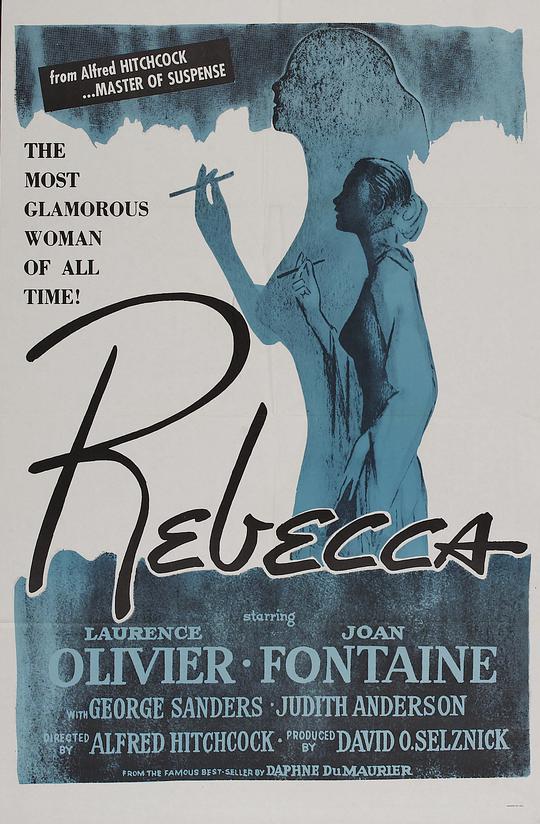 from Alfred HITCHCOCK
...MASTER OF SUSPENSE
THE
MOST
GLAMOROUS
WOMAN
OF ALL
TIME!
REBECCA
starring
LAURENCE JOAN
OLIVIER · FONTAINE
WITH GEORGE SANDERS · JUDITH ANDERSON
DIRECTED BY ALFRED HITCHCOCK · PRODUCED BY DAVID O. SELZNICK
FROM THE FAMOUS BEST-SELLER BY DAPHNE DuMAURIER